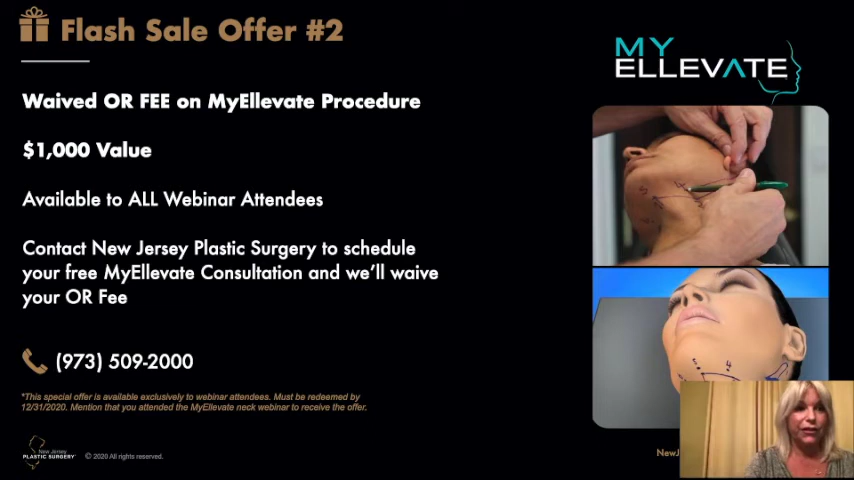 Flash Sale Offer #2
MY
ELLEVATE
Waived OR FEE on MyEllevate Procedure
$1,000 Value
Available to ALL Webinar Attendees
Contact New Jersey Plastic Surgery to schedule
your free MyEllevate Consultation and we'll waive
your OR Fee
(973) 509-2000
*This special offer is available exclusively to webinar attendees. Must be redeemed by
12/31/2020. Mention that you attended the MyEllevate neck webinar to receive the offer.
New Jersey
PLASTIC SURGERY
© 2020 All rights reserved.
NewJ